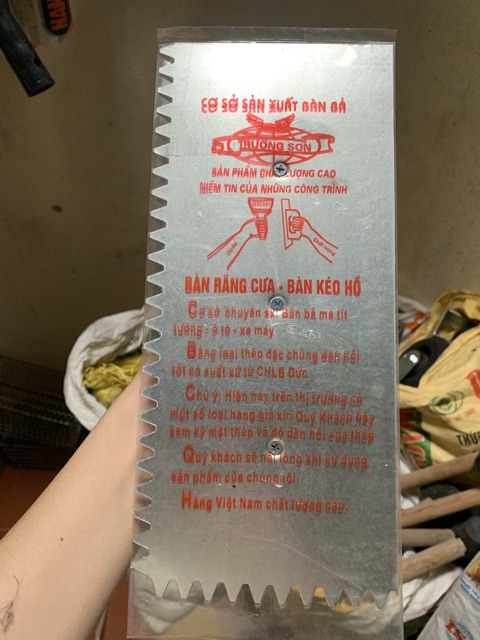 CƠ SỞ SẢN XUẤT BÀN BẢ
TRƯỜNG SƠN
SẢN PHẨM CHẤT LƯỢNG CAO
NIỀM TIN CỦA NHỮNG CÔNG TRÌNH
Uy tín
Chất lượng
BÀN RĂNG CƯA - BÀN KÉO HỒ
Cơ sở chuyên sx: Bàn bả ma tít
tường - ô tô - xe máy
Bằng loại thép đặc chủng đàn hồi
tốt có xuất xứ từ CHLB Đức
Chú ý: Hiện nay trên thị trường có
một số loại hàng giả xin Quý Khách hãy
xem kỹ mặt thép và độ đàn hồi của thép
Quý khách sẽ hài lòng khi sử dụng
sản phẩm của chúng tôi
Hàng Việt Nam chất lượng cao.